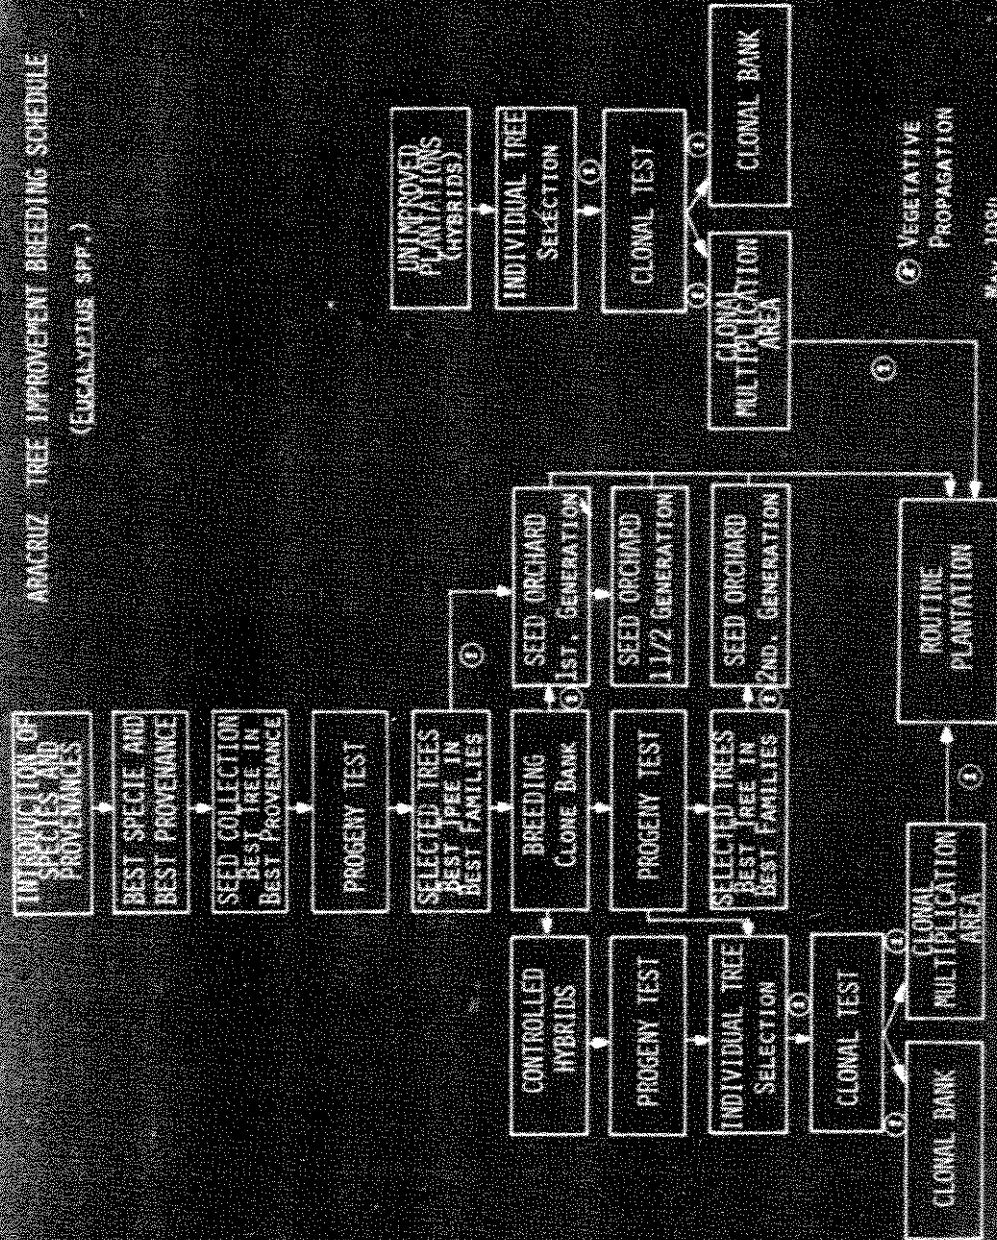 ARACRUZ TREE IMPROVEMENT BREEDING SCHEDULE
(EUCALYPTUS SPP.)
INTRODUCTION OF
SPECIES AND
PROVENANCES
BEST SPECIE AND
BEST PROVENANCE
SEED COLLECTION
BEST TREE IN
BEST PROVENANCE
PROGENY TEST
SELECTED TREES
BEST TREE IN
BEST FAMILIES
BREEDING
CLONE BANK
PROGENY TEST
SELECTED TREES
BEST TREE IN
BEST FAMILIES
CONTROLLED
HYBRIDS
PROGENY TEST
INDIVIDUAL TREE
SELECTION
CLONAL TEST
CLONAL BANK
CLONAL
MULTIPLICATION
AREA
SEED ORCHARD
1ST. GENERATION
SEED ORCHARD
1 1/2 GENERATION
SEED ORCHARD
2ND. GENERATION
ROUTINE
PLANTATION
UNIMPROVED
PLANTATIONS
(HYBRIDS)
INDIVIDUAL TREE
SELECTION
CLONAL TEST
CLONAL
MULTIPLICATION
AREA
CLONAL BANK
VEGETATIVE
PROPAGATION